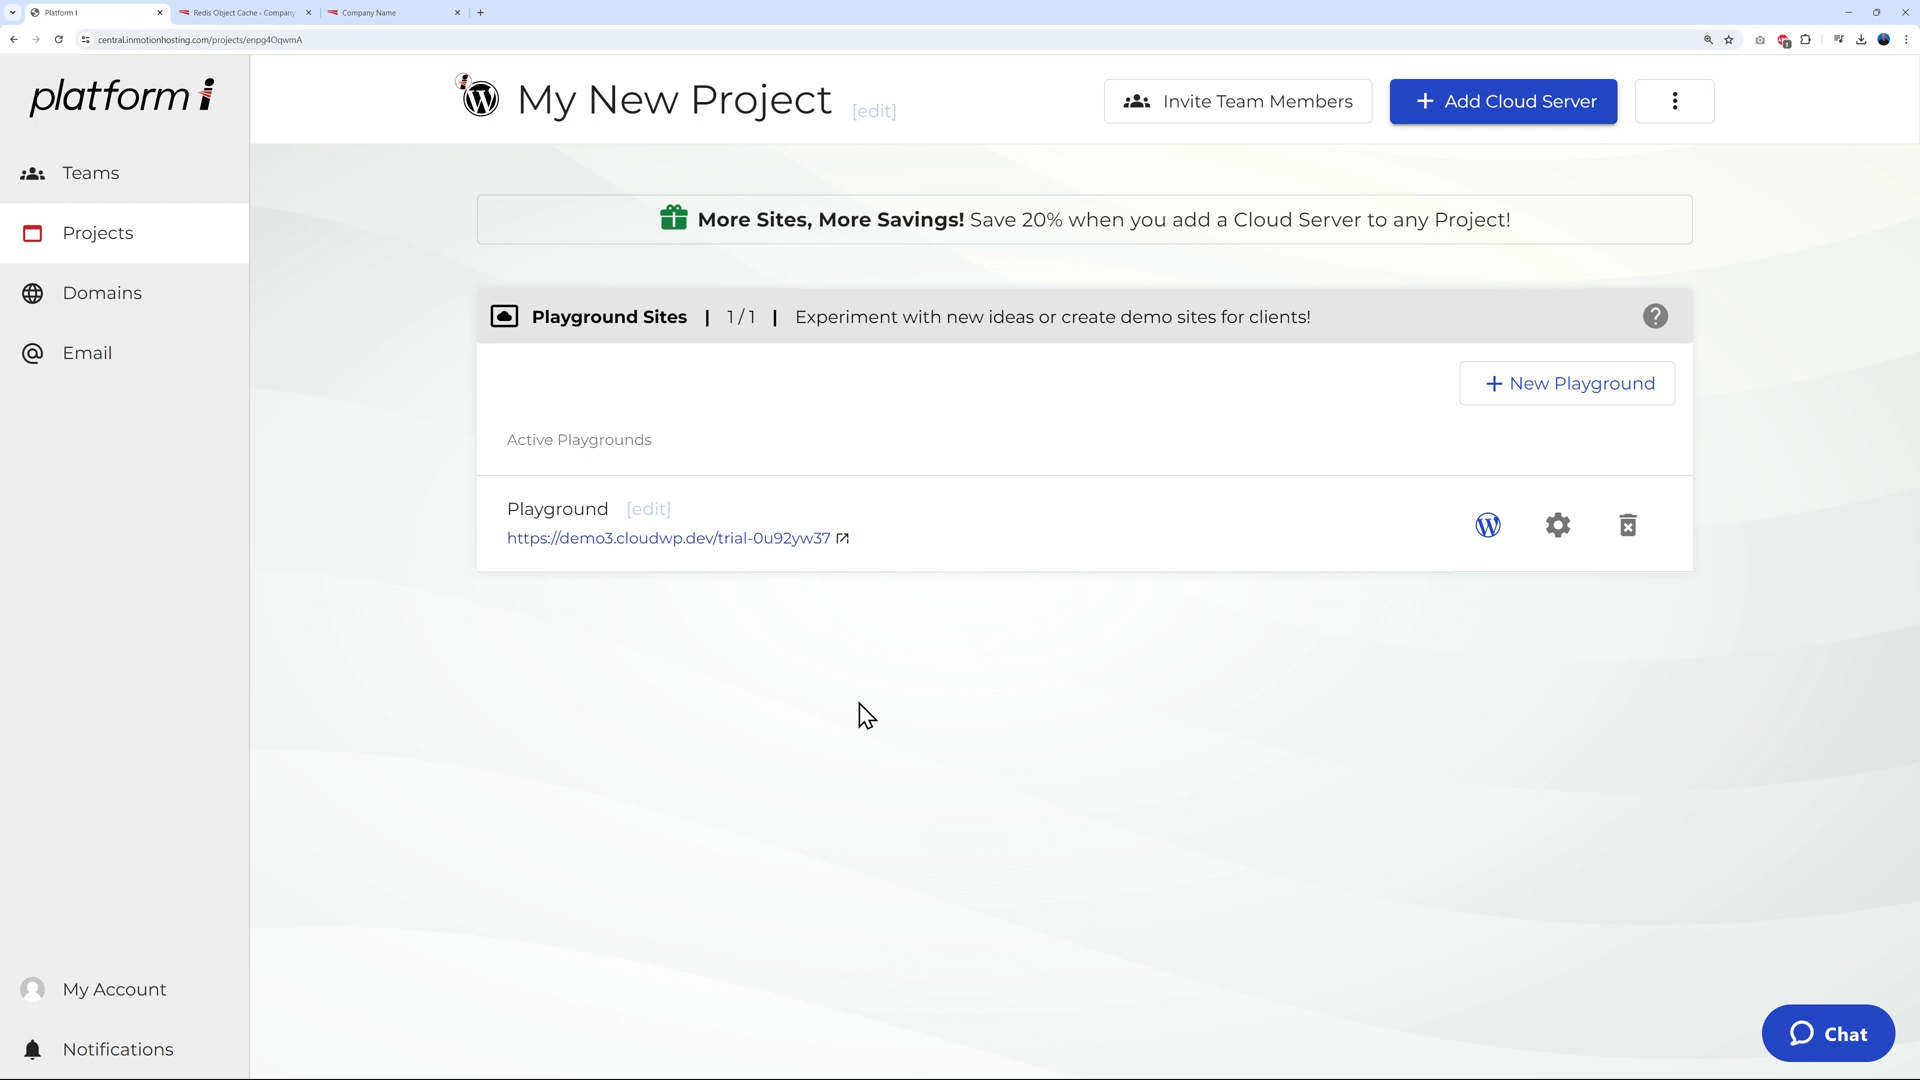 Platform I
Redis Object Cache ‹ Company
Company Name
central.inmotionhosting.com/projects/enpg4OqwmA
platform i
My New Project [edit]
Invite Team Members
+ Add Cloud Server
Teams
Projects
Domains
Email
More Sites, More Savings! Save 20% when you add a Cloud Server to any Project!
Playground Sites | 1 / 1 | Experiment with new ideas or create demo sites for clients!
+ New Playground
Active Playgrounds
Playground [edit]
https://demo3.cloudwp.dev/trial-0u92yw37
My Account
Notifications
Chat